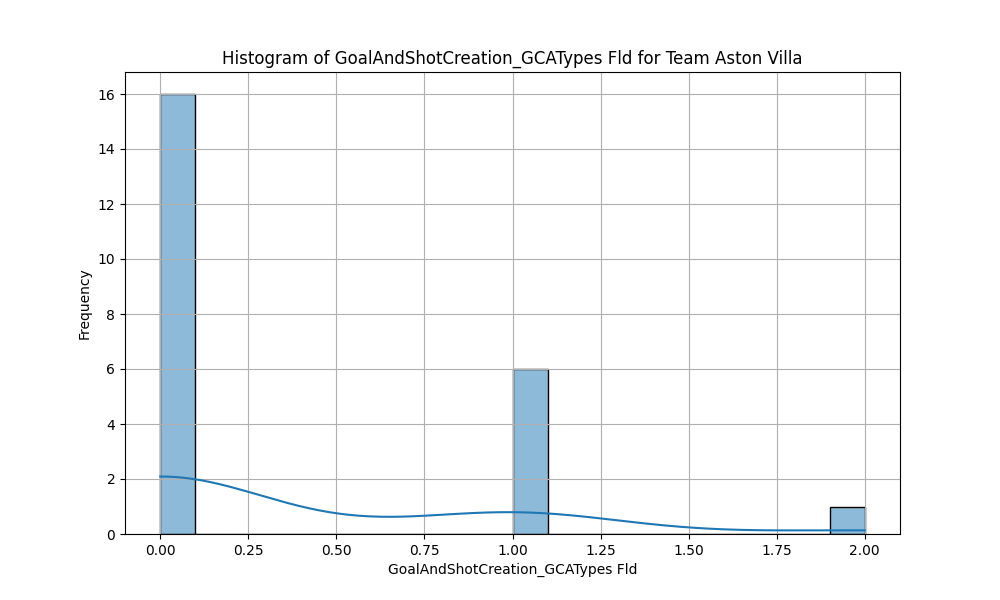 Histogram of GoalAndShotCreation_GCATypes Fld for Team Aston Villa
16
14
12
10
8
6
4
2
0
Frequency
0.00 0.25 0.50 0.75 1.00 1.25 1.50 1.75 2.00
GoalAndShotCreation_GCATypes Fld